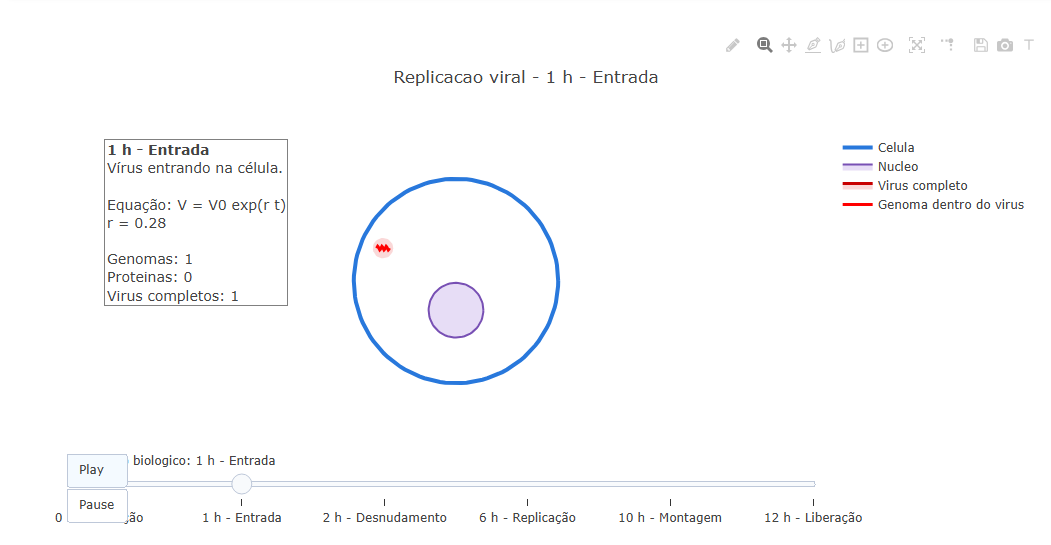 Replicacao viral - 1 h - Entrada
1 h - Entrada
Vírus entrando na célula.
Equação: V = V0 exp(r t)
r = 0.28
Genomas: 1
Proteinas: 0
Virus completos: 1
Celula
Nucleo
Virus completo
Genoma dentro do virus
biologico: 1 h - Entrada
Play
Pause
0
1 h - Entrada
2 h - Desnudamento
6 h - Replicação
10 h - Montagem
12 h - Liberação